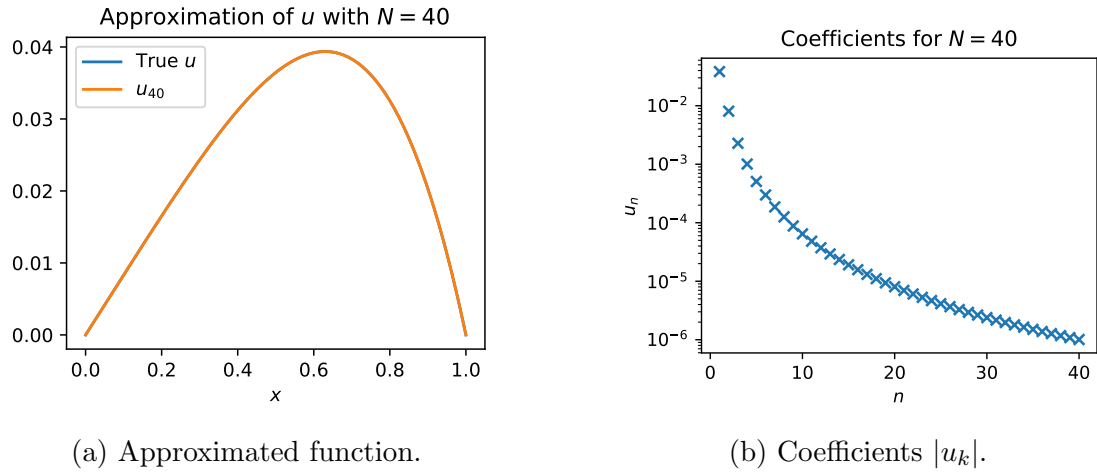 Approximation of u with N = 40
0.04
0.03
0.02
0.01
0.00
True u
u₄₀
0.0 0.2 0.4 0.6 0.8 1.0
x
(a) Approximated function.
Coefficients for N = 40
10⁻²
10⁻³
10⁻⁴
10⁻⁵
10⁻⁶
uₙ
0 10 20 30 40
n
(b) Coefficients |uₖ|.